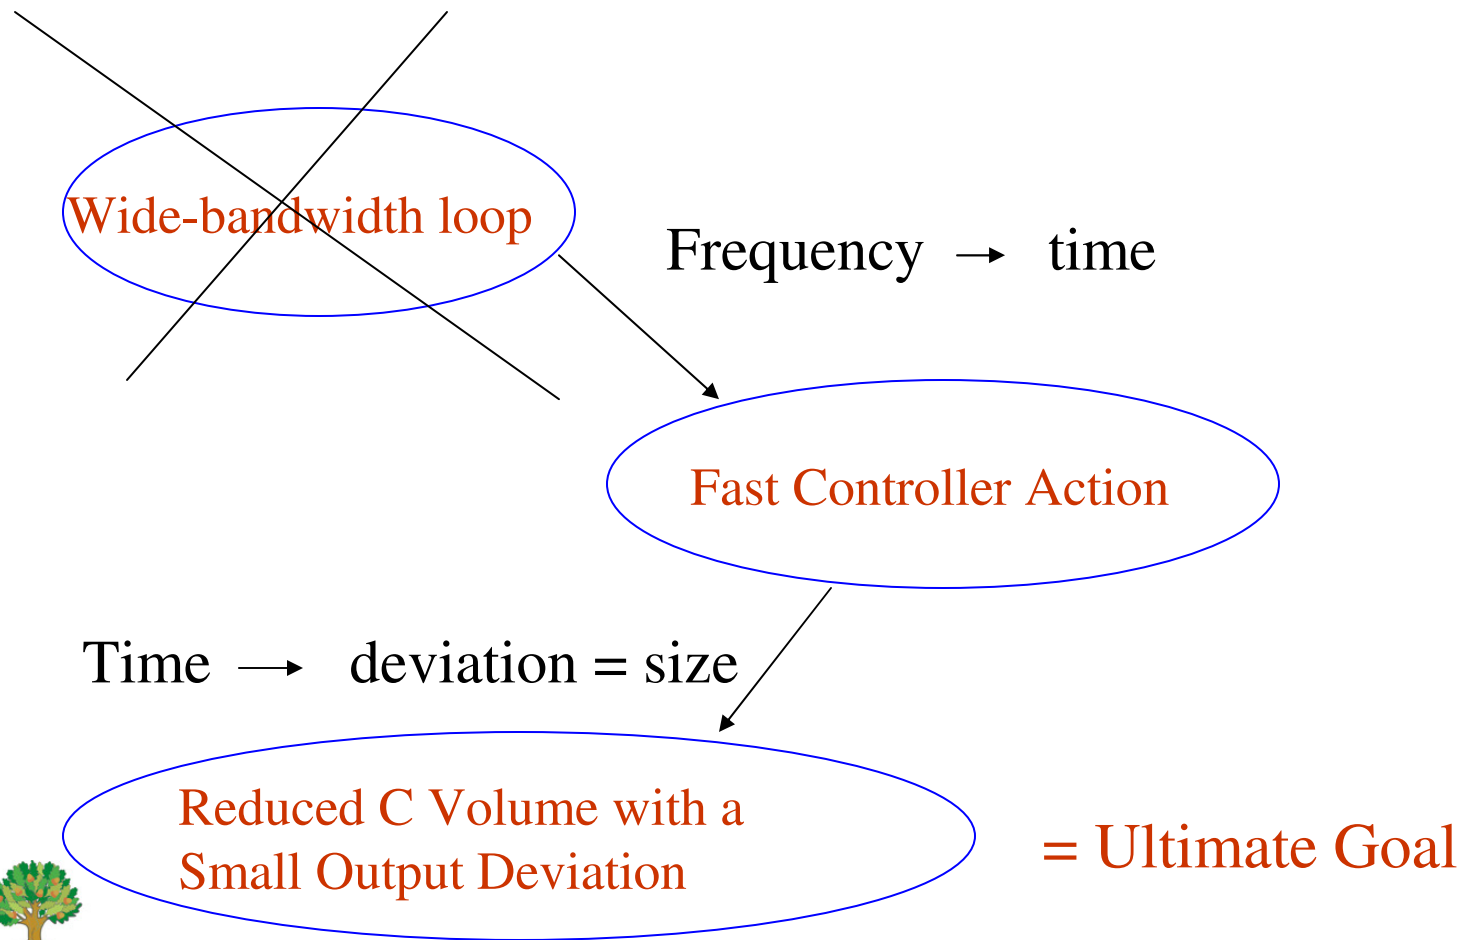 Wide-bandwidth loop
Frequency → time
Fast Controller Action
Time → deviation = size
Reduced C Volume with a
Small Output Deviation
= Ultimate Goal